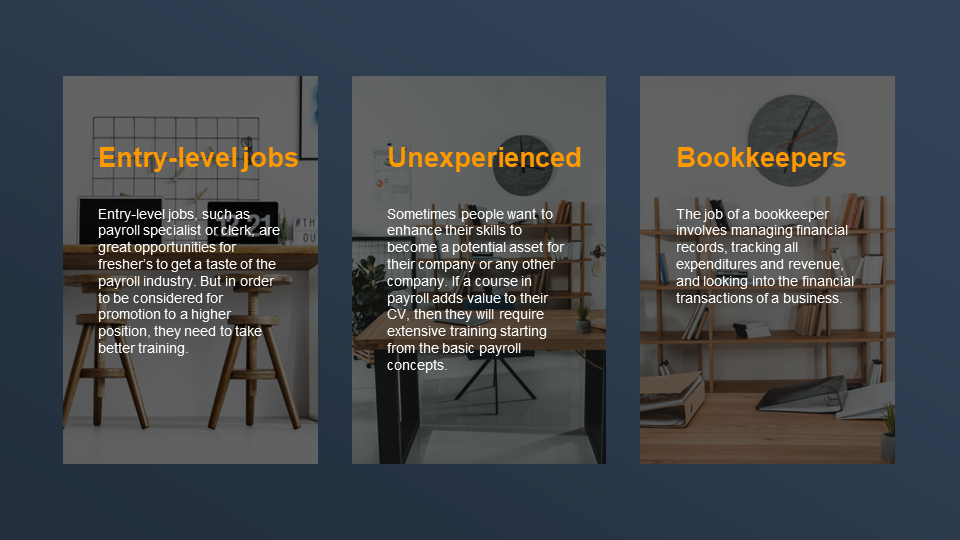 Entry-level jobs
Entry-level jobs, such as
payroll specialist or clerk, are
great opportunities for
fresher's to get a taste of the
payroll industry. But in order
to be considered for
promotion to a higher
position, they need to take
better training.
Unexperienced
Sometimes people want to
enhance their skills to
become a potential asset for
their company or any other
company. If a course in
payroll adds value to their
CV, then they will require
extensive training starting
from the basic payroll
concepts.
Bookkeepers
The job of a bookkeeper
involves managing financial
records, tracking all
expenditures and revenue,
and looking into the financial
transactions of a business.
12:21
#TH
OU